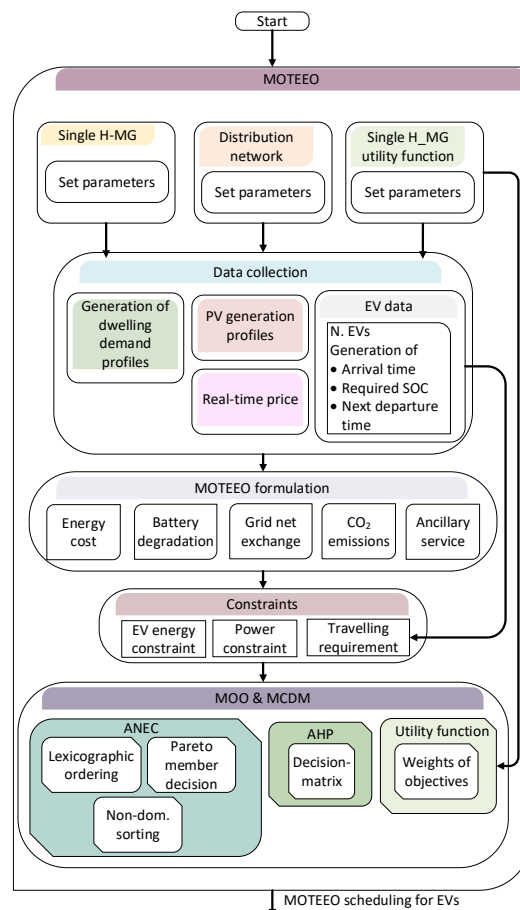 Start
MOTEEO
Single H-MG
Set parameters
Distribution
network
Set parameters
Single H_MG
utility function
Set parameters
Data collection
Generation of
dwelling
demand
profiles
PV generation
profiles
Real-time price
EV data
N. EVs
Generation of
● Arrival time
● Required SOC
● Next departure
time
MOTEEO formulation
Energy
cost
Battery
degradation
Grid net
exchange
CO₂
emissions
Ancillary
service
Constraints
EV energy
constraint
Power
constraint
Travelling
requirement
MOO & MCDM
ANEC
Lexicographic
ordering
Pareto
member
decision
Non-dom.
sorting
AHP
Decision-
matrix
Utility function
Weights of
objectives
MOTEEO scheduling for EVs